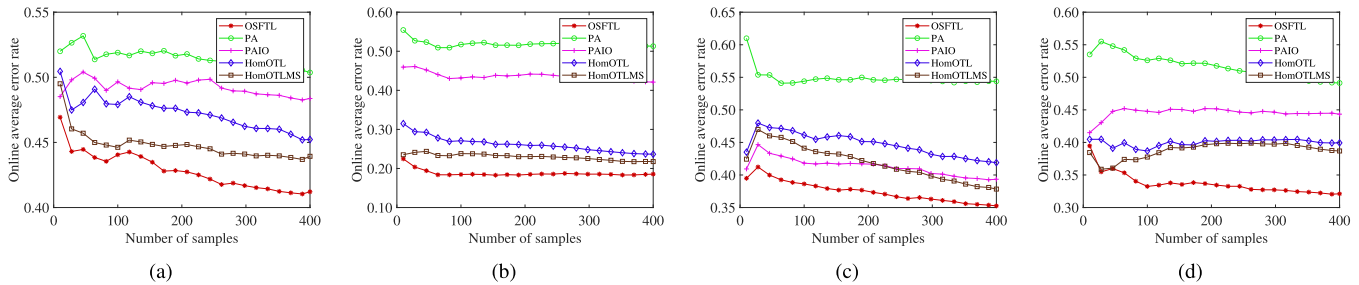 0.55
0.50
0.45
0.40
0
100
200
300
400
Online average error rate
Number of samples
OSFTL
PA
PAIO
HomOTL
HomOTLMS
(a)
0.60
0.50
0.40
0.30
0.20
0.10
0
100
200
300
400
Online average error rate
Number of samples
OSFTL
PA
PAIO
HomOTL
HomOTLMS
(b)
0.65
0.60
0.55
0.50
0.45
0.40
0.35
0
100
200
300
400
Online average error rate
Number of samples
OSFTL
PA
PAIO
HomOTL
HomOTLMS
(c)
0.60
0.55
0.50
0.45
0.40
0.35
0.30
0
100
200
300
400
Online average error rate
Number of samples
OSFTL
PA
PAIO
HomOTL
HomOTLMS
(d)